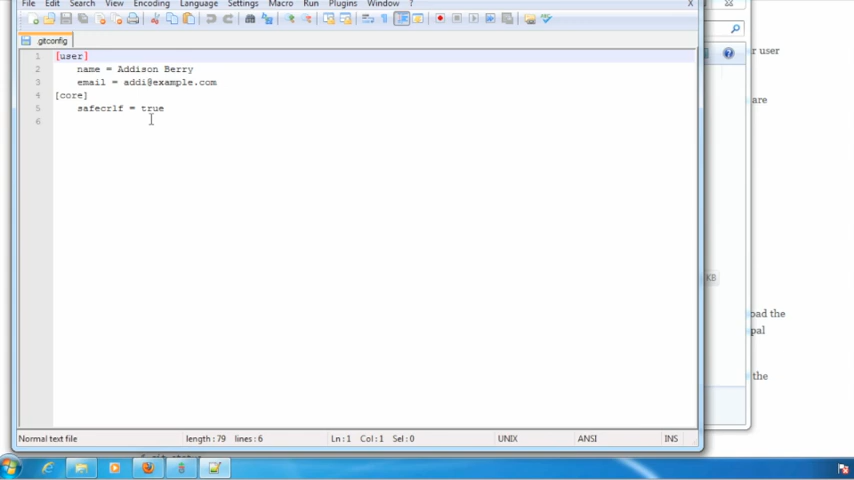 File Edit Search View Encoding Language Settings Macro Run Plugins Window ? X
.gitconfig
1 [user]
2 name = Addison Berry
3 email = addi@example.com
4 [core]
5 safecrlf = true
6
r user
are
KB
oad the
pal
the
Normal text file length : 79 lines : 6 Ln : 1 Col : 1 Sel : 0 UNIX ANSI INS